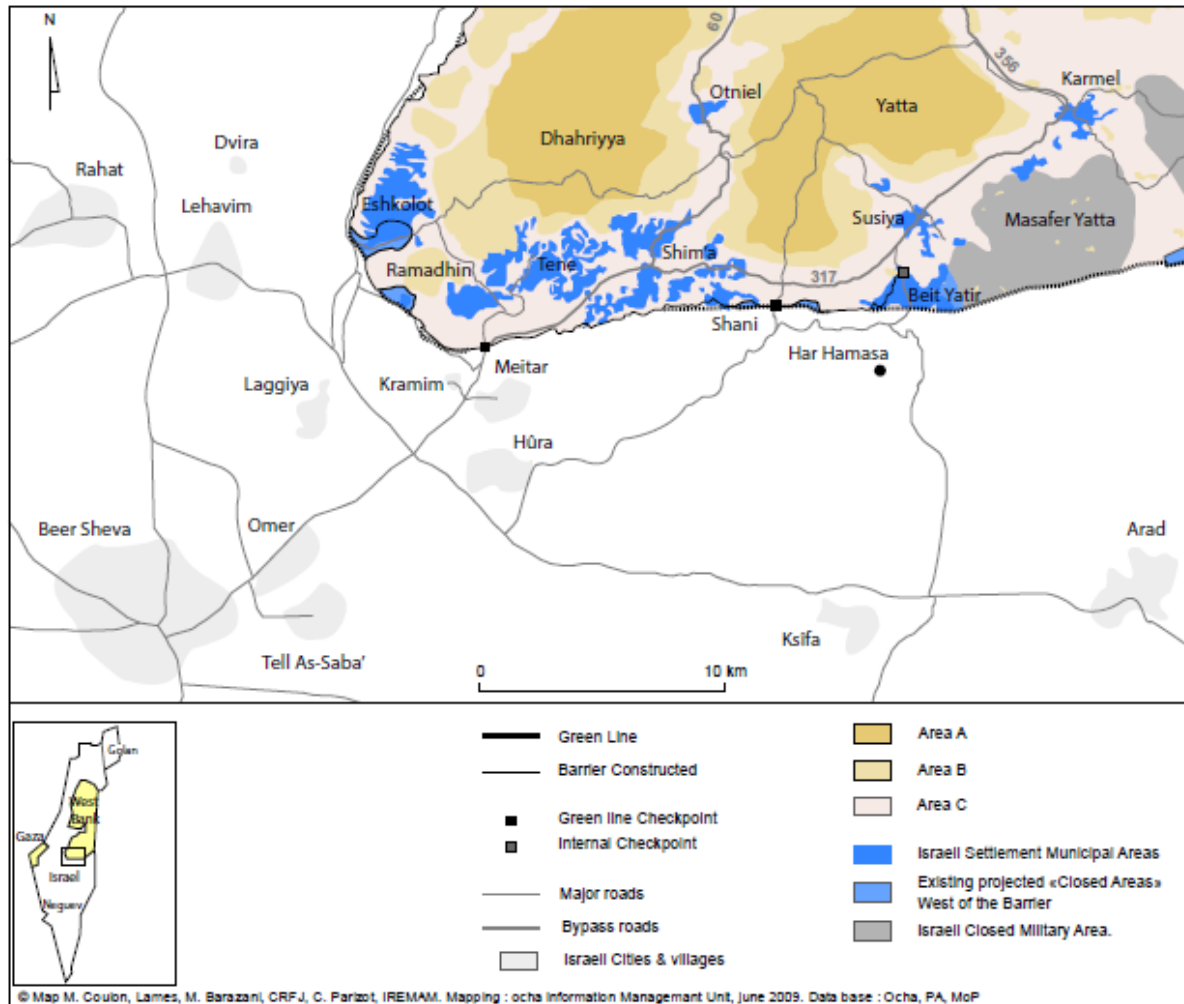 N
60
356
Karmel
Otniel
Yatta
Dhahriyya
Dvira
Rahat
Lehavim
Eshkolot
Susiya
Masafer Yatta
Shim'a
Ramadhin
Tene
317
Beit Yatir
Shani
Har Hamasa
Meitar
Kramim
Laggiya
Hûra
Beer Sheva
Omer
Arad
Ksîfa
Tell As-Saba'
0 10 km
Golan
West
Bank
Gaza
Israel
Neguev
Green Line
Barrier Constructed
Green line Checkpoint
Internal Checkpoint
Major roads
Bypass roads
Israeli Cities & villages
Area A
Area B
Area C
Israeli Settlement Municipal Areas
Existing projected «Closed Areas»
West of the Barrier
Israeli Closed Military Area.
© Map M. Coulon, Lames, M. Barazani, CRFJ, C. Parizot, IREMAM. Mapping : ocha Information Managemant Unit, June 2009. Data base : Ocha, PA, MoP